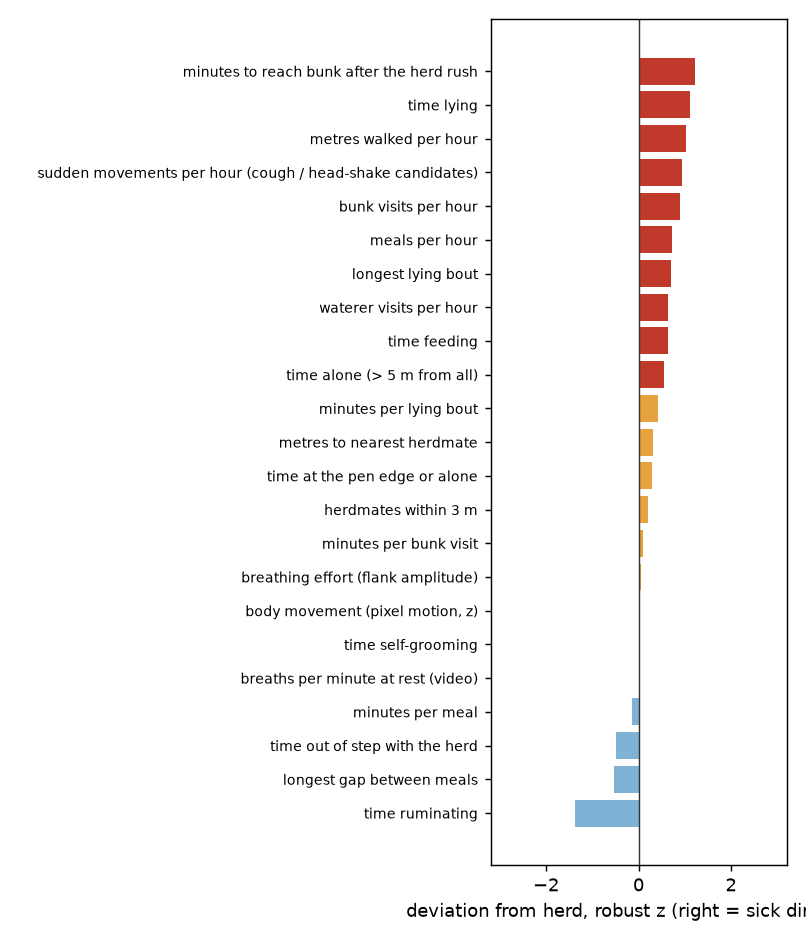 minutes to reach bunk after the herd rush
time lying
metres walked per hour
sudden movements per hour (cough / head-shake candidates)
bunk visits per hour
meals per hour
longest lying bout
waterer visits per hour
time feeding
time alone (> 5 m from all)
minutes per lying bout
metres to nearest herdmate
time at the pen edge or alone
herdmates within 3 m
minutes per bunk visit
breathing effort (flank amplitude)
body movement (pixel motion, z)
time self-grooming
breaths per minute at rest (video)
minutes per meal
time out of step with the herd
longest gap between meals
time ruminating
−2 0 2
deviation from herd, robust z (right = sick